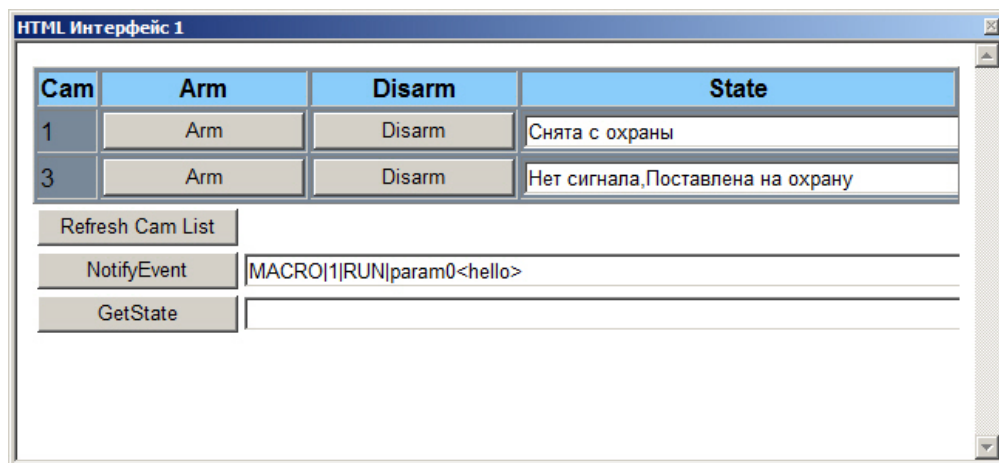 HTML Интерфейс 1
Cam Arm Disarm State
1 Arm Disarm Снята с охраны
3 Arm Disarm Нет сигнала,Поставлена на охрану
Refresh Cam List
NotifyEvent MACRO|1|RUN|param0<hello>
GetState